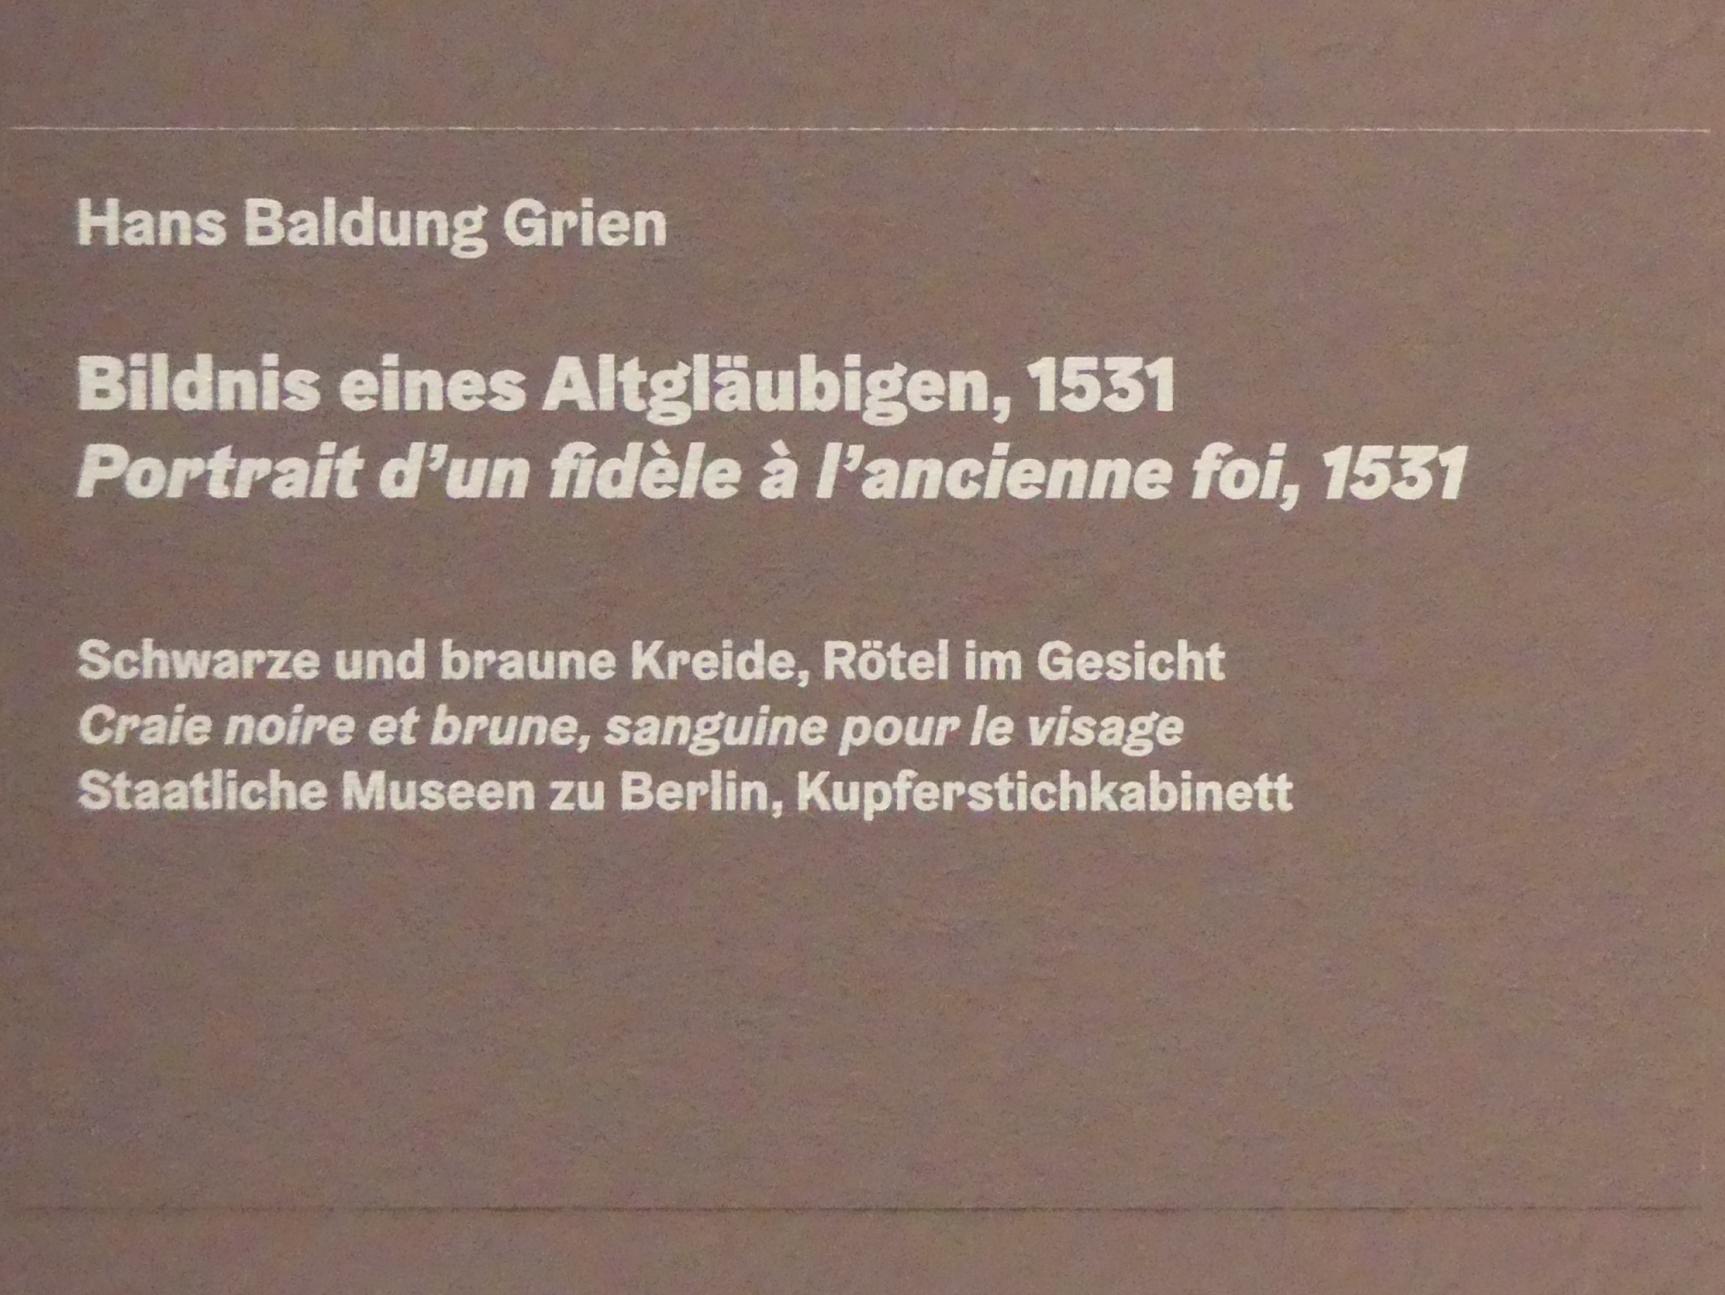 Hans Baldung Grien
Bildnis eines Altgläubigen, 1531
Portrait d’un fidèle à l’ancienne foi, 1531
Schwarze und braune Kreide, Rötel im Gesicht
Craie noire et brune, sanguine pour le visage
Staatliche Museen zu Berlin, Kupferstichkabinett